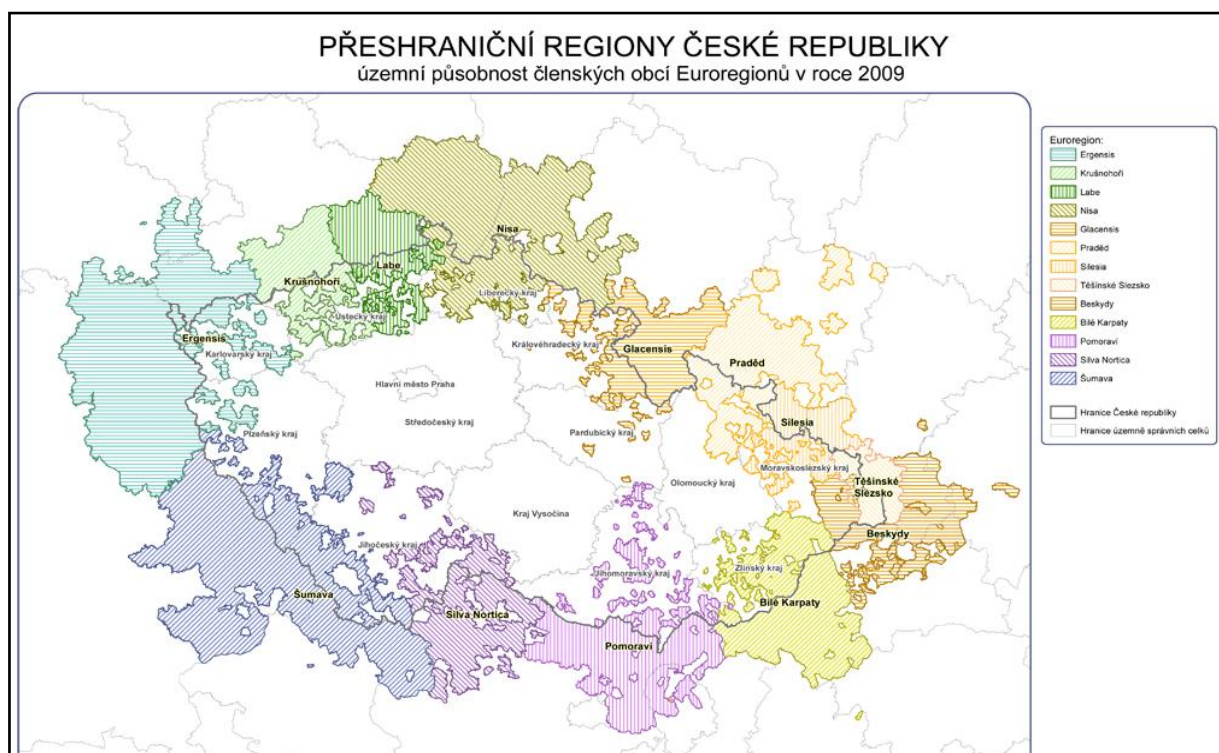 PŘESHRANIČNÍ REGIONY ČESKÉ REPUBLIKY
územní působnost členských obcí Euroregionů v roce 2009
Euroregion:
Ergensis
Krušnohoří
Labe
Nisa
Glacensis
Praděd
Silesia
Těšínské Slezsko
Beskydy
Bílé Karpaty
Pomoraví
Silva Nortica
Šumava
Hranice České republiky
Hranice územně správních celků
Nisa
Labe
Krušnohoří
Liberecký kraj
Ústecký kraj
Ergensis
Karlovarský kraj
Královéhradecký kraj
Glacensis
Praděd
Hlavní město Praha
Středočeský kraj
Plzeňský kraj
Pardubický kraj
Silesia
Moravskoslezský kraj
Olomoucký kraj
Těšínské
Slezsko
Kraj Vysočina
Beskydy
Jihočeský kraj
Jihomoravský kraj
Zlínský kraj
Šumava
Silva Nortica
Bílé Karpaty
Pomoraví